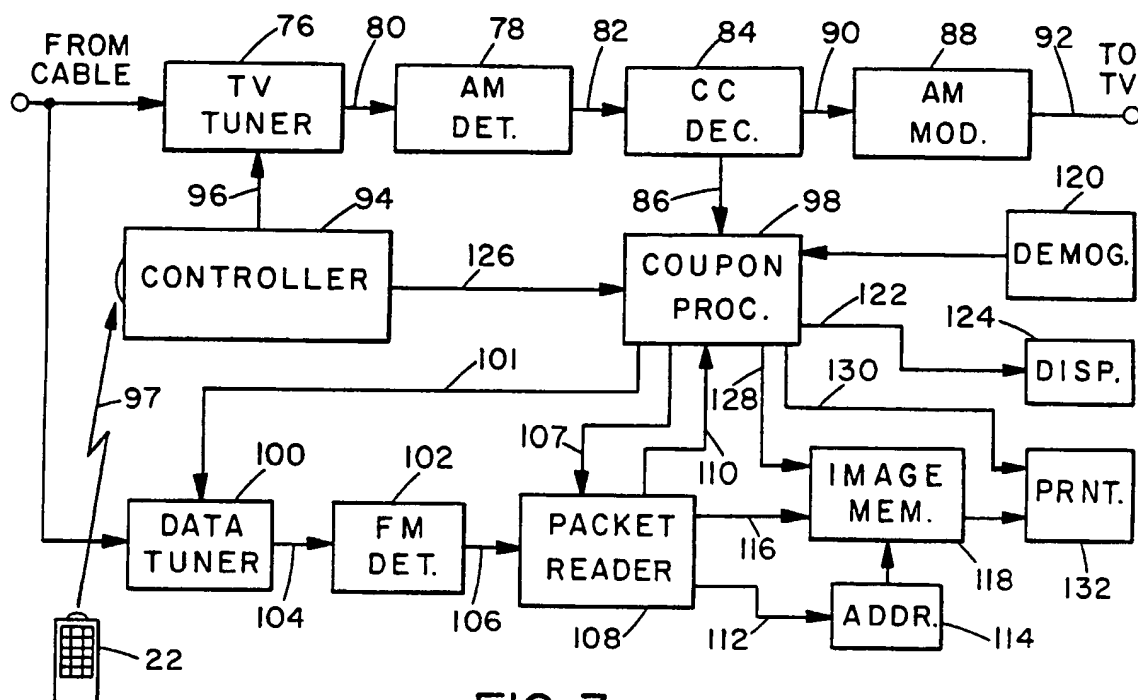 76
80
78
82
84
90
88
92
FROM
CABLE
TV
TUNER
AM
DET.
CC
DEC.
AM
MOD.
TO
TV
96
94
86
98
120
CONTROLLER
126
COUPON
PROC.
DEMOG.
122
124
DISP.
97
101
128
130
100
102
107
110
DATA
TUNER
FM
DET.
PACKET
READER
IMAGE
MEM.
PRNT.
104
106
116
118
132
108
112
ADDR.
114
22